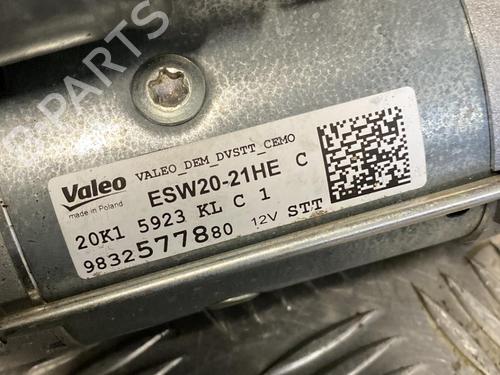 B-PARTS
Valeo
made in Poland
VALEO_DEM_DVSTT_CEMO
ESW20-21HE C
20K1 5923 KL C 1
9832577880 12V STT